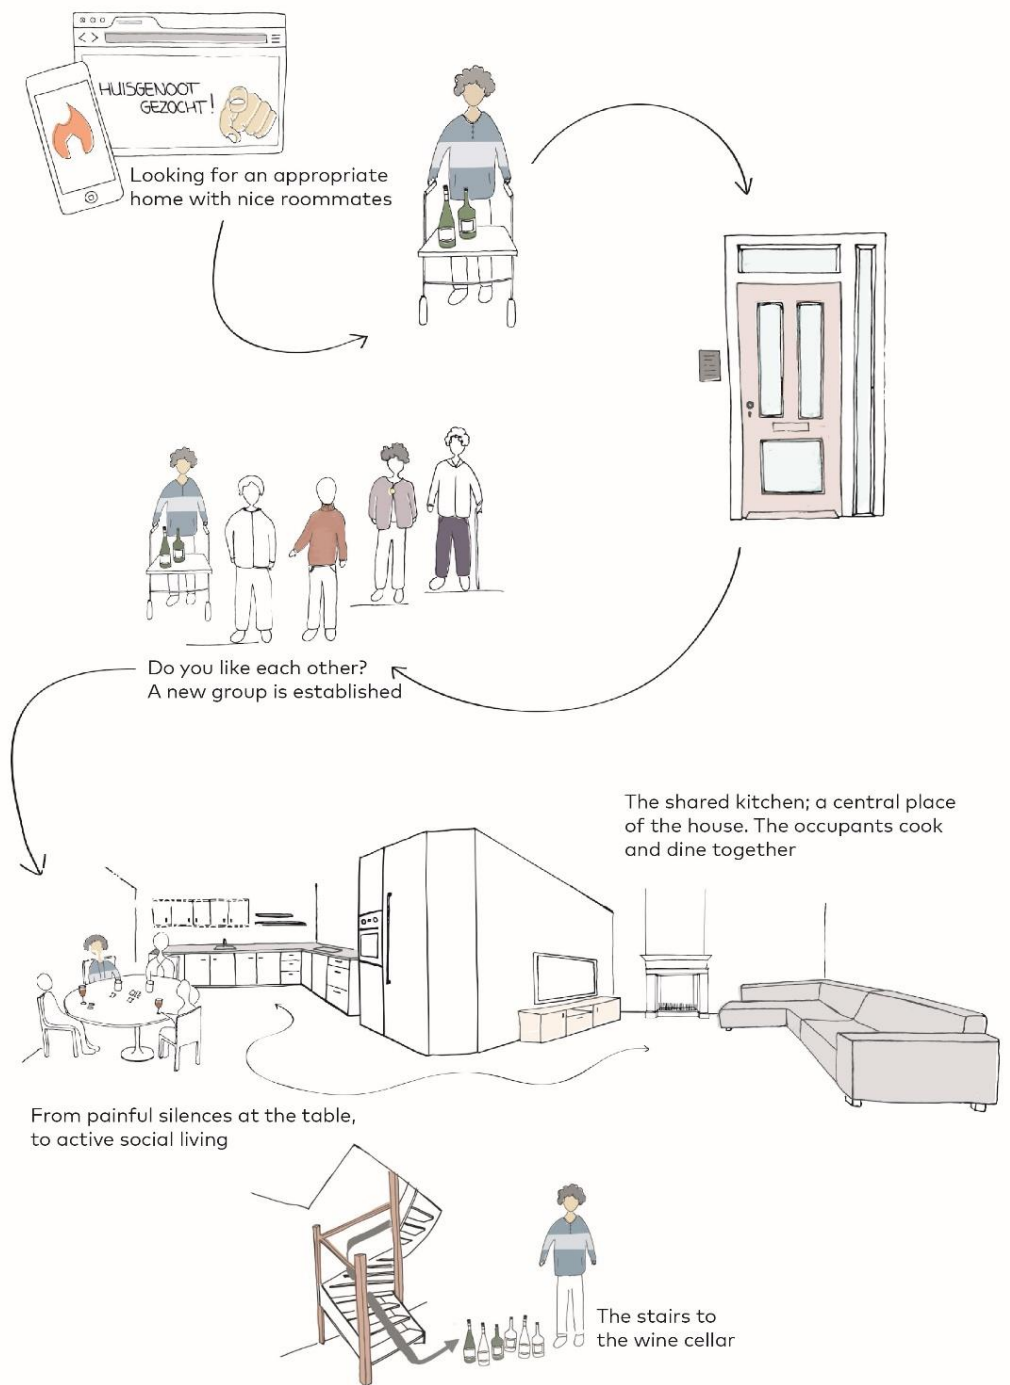 HUISGENOOT
GEZOCHT!
Looking for an appropriate
home with nice roommates
Do you like each other?
A new group is established
The shared kitchen; a central place
of the house. The occupants cook
and dine together
From painful silences at the table,
to active social living
The stairs to
the wine cellar